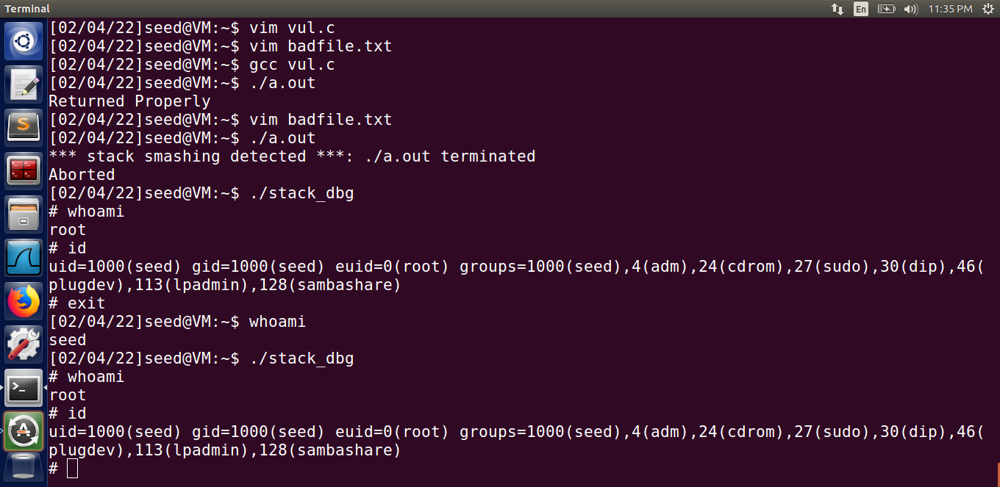 Terminal
En
11:35 PM
[02/04/22]seed@VM:~$ vim vul.c
[02/04/22]seed@VM:~$ vim badfile.txt
[02/04/22]seed@VM:~$ gcc vul.c
[02/04/22]seed@VM:~$ ./a.out
Returned Properly
[02/04/22]seed@VM:~$ vim badfile.txt
[02/04/22]seed@VM:~$ ./a.out
*** stack smashing detected ***: ./a.out terminated
Aborted
[02/04/22]seed@VM:~$ ./stack_dbg
# whoami
root
# id
uid=1000(seed) gid=1000(seed) euid=0(root) groups=1000(seed),4(adm),24(cdrom),27(sudo),30(dip),46(
plugdev),113(lpadmin),128(sambashare)
# exit
[02/04/22]seed@VM:~$ whoami
seed
[02/04/22]seed@VM:~$ ./stack_dbg
# whoami
root
# id
uid=1000(seed) gid=1000(seed) euid=0(root) groups=1000(seed),4(adm),24(cdrom),27(sudo),30(dip),46(
plugdev),113(lpadmin),128(sambashare)
#